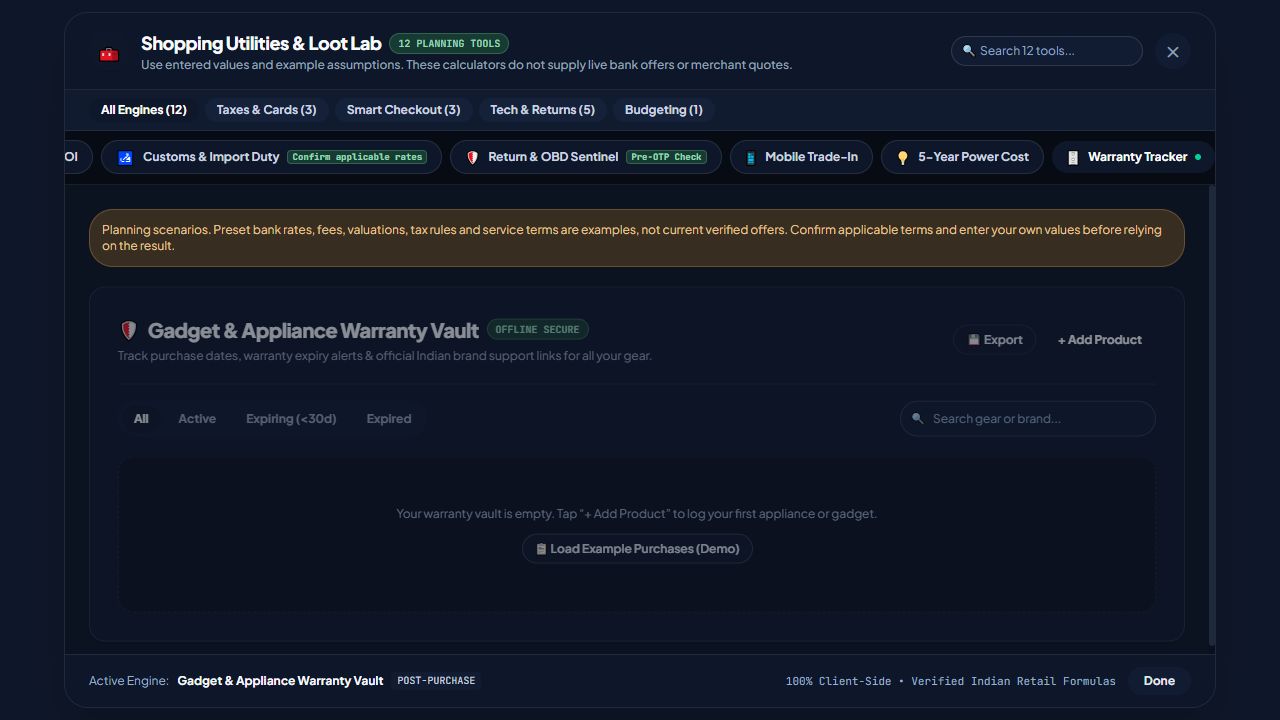 Shopping Utilities & Loot Lab 12 PLANNING TOOLS
Use entered values and example assumptions. These calculators do not supply live bank offers or merchant quotes.
Search 12 tools...
All Engines (12) Taxes & Cards (3) Smart Checkout (3) Tech & Returns (5) Budgeting (1)
OI Customs & Import Duty Confirm applicable rates Return & OBD Sentinel Pre-OTP Check Mobile Trade-In 5-Year Power Cost Warranty Tracker
Planning scenarios. Preset bank rates, fees, valuations, tax rules and service terms are examples, not current verified offers. Confirm applicable terms and enter your own values before relying
on the result.
Gadget & Appliance Warranty Vault OFFLINE SECURE
Track purchase dates, warranty expiry alerts & official Indian brand support links for all your gear.
Export + Add Product
All Active Expiring (<30d) Expired Search gear or brand...
Your warranty vault is empty. Tap "+ Add Product" to log your first appliance or gadget.
Load Example Purchases (Demo)
Active Engine: Gadget & Appliance Warranty Vault POST-PURCHASE 100% Client-Side • Verified Indian Retail Formulas Done